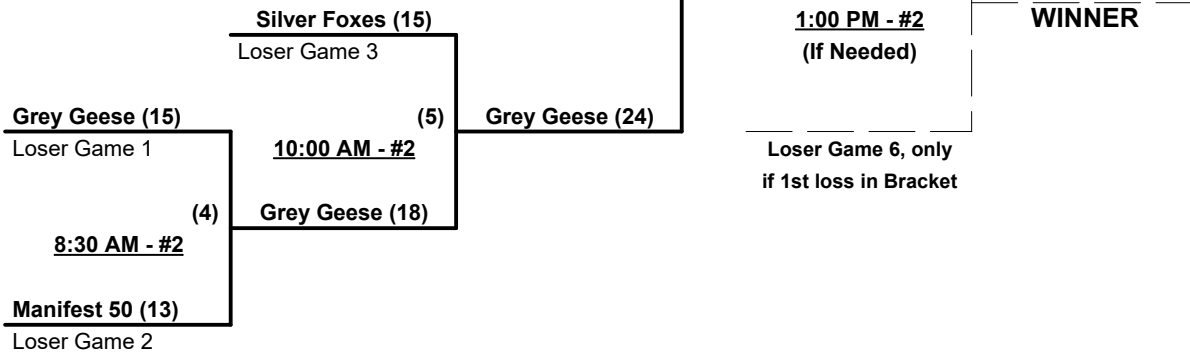 Silver Foxes (15)
Loser Game 3
1:00 PM - #2
(If Needed)
WINNER
Grey Geese (15)
Loser Game 1
(5)
10:00 AM - #2
Grey Geese (24)
Loser Game 6, only
if 1st loss in Bracket
(4)
8:30 AM - #2
Grey Geese (18)
Manifest 50 (13)
Loser Game 2